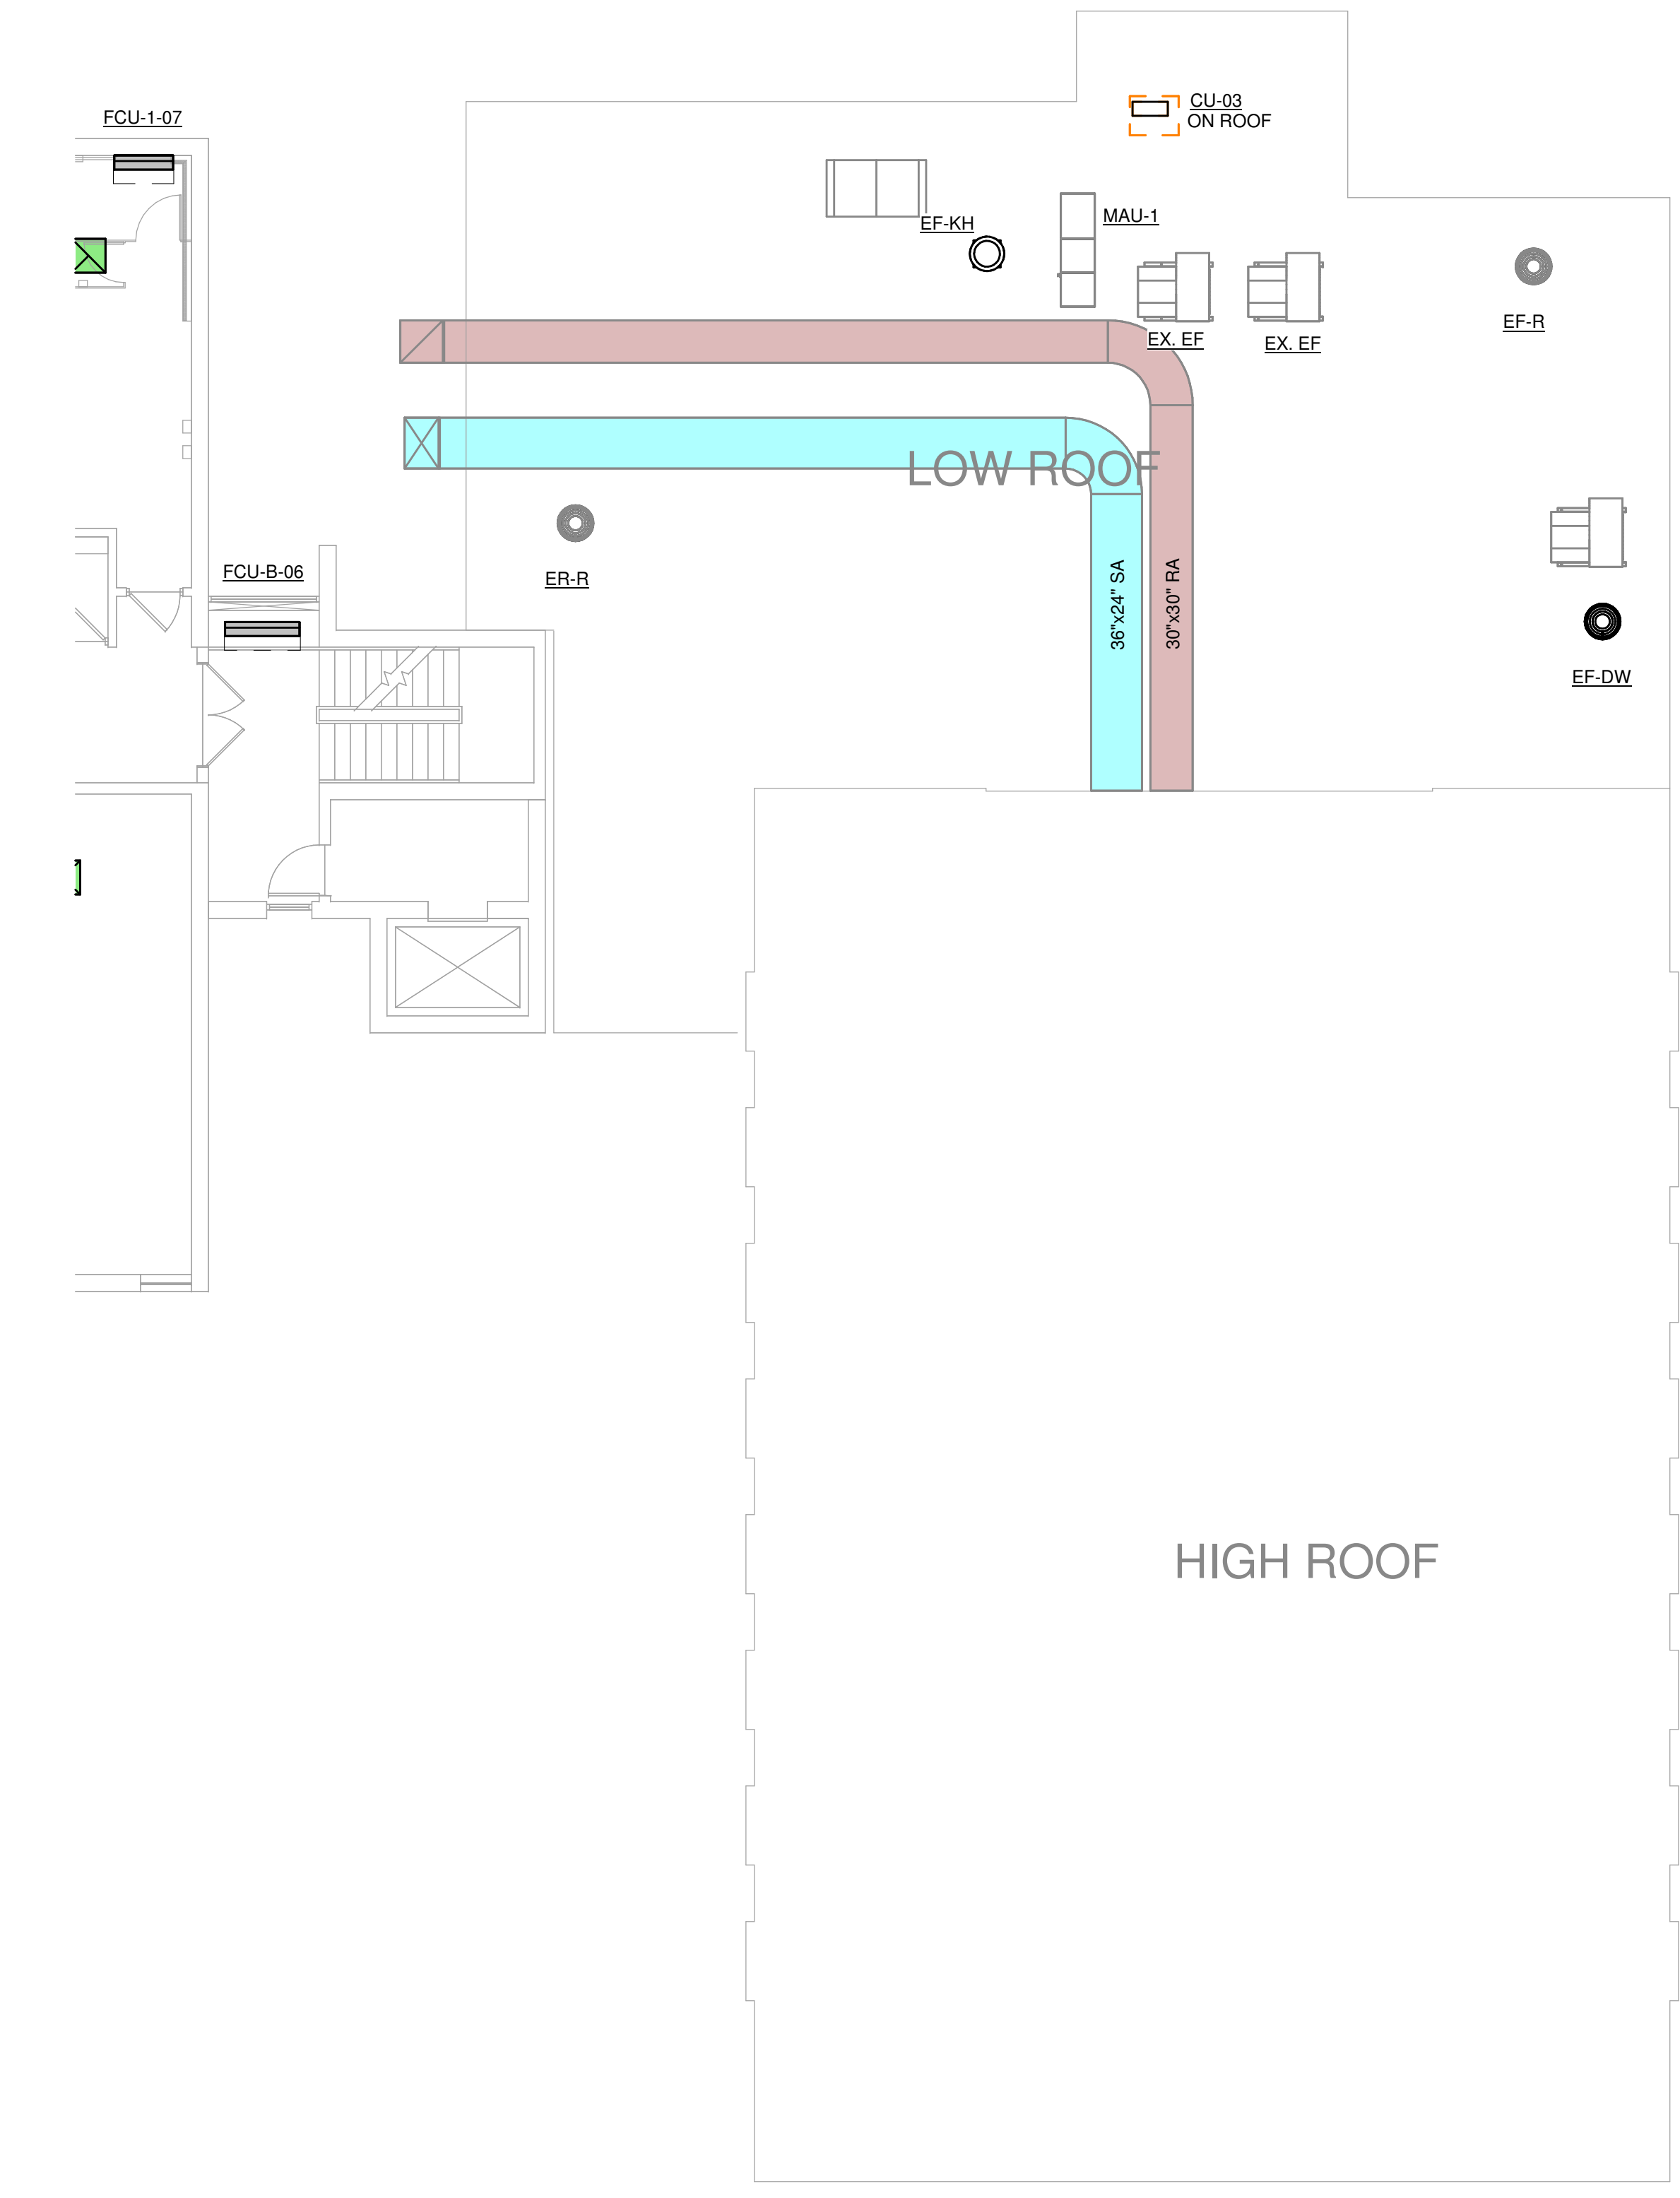 CU-03
ON ROOF
FCU-1-07
MAU-1
EF-KH
EF-R
EX. EF
EX. EF
LOW ROOF
FCU-B-06
ER-R
36"x24" SA
30"x30" RA
EF-DW
HIGH ROOF